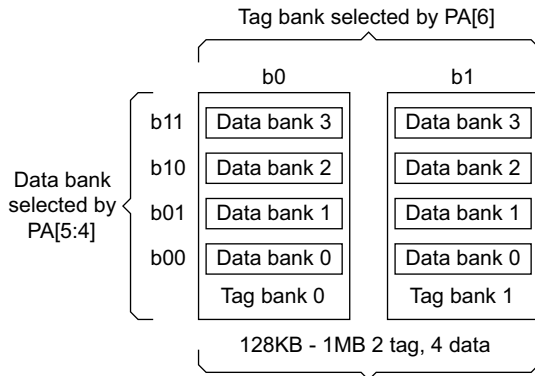 Tag bank selected by PA[6]
b0 b1
b11 Data bank 3 Data bank 3
b10 Data bank 2 Data bank 2
Data bank
selected by
PA[5:4]
b01 Data bank 1 Data bank 1
b00 Data bank 0 Data bank 0
Tag bank 0 Tag bank 1
128KB - 1MB 2 tag, 4 data